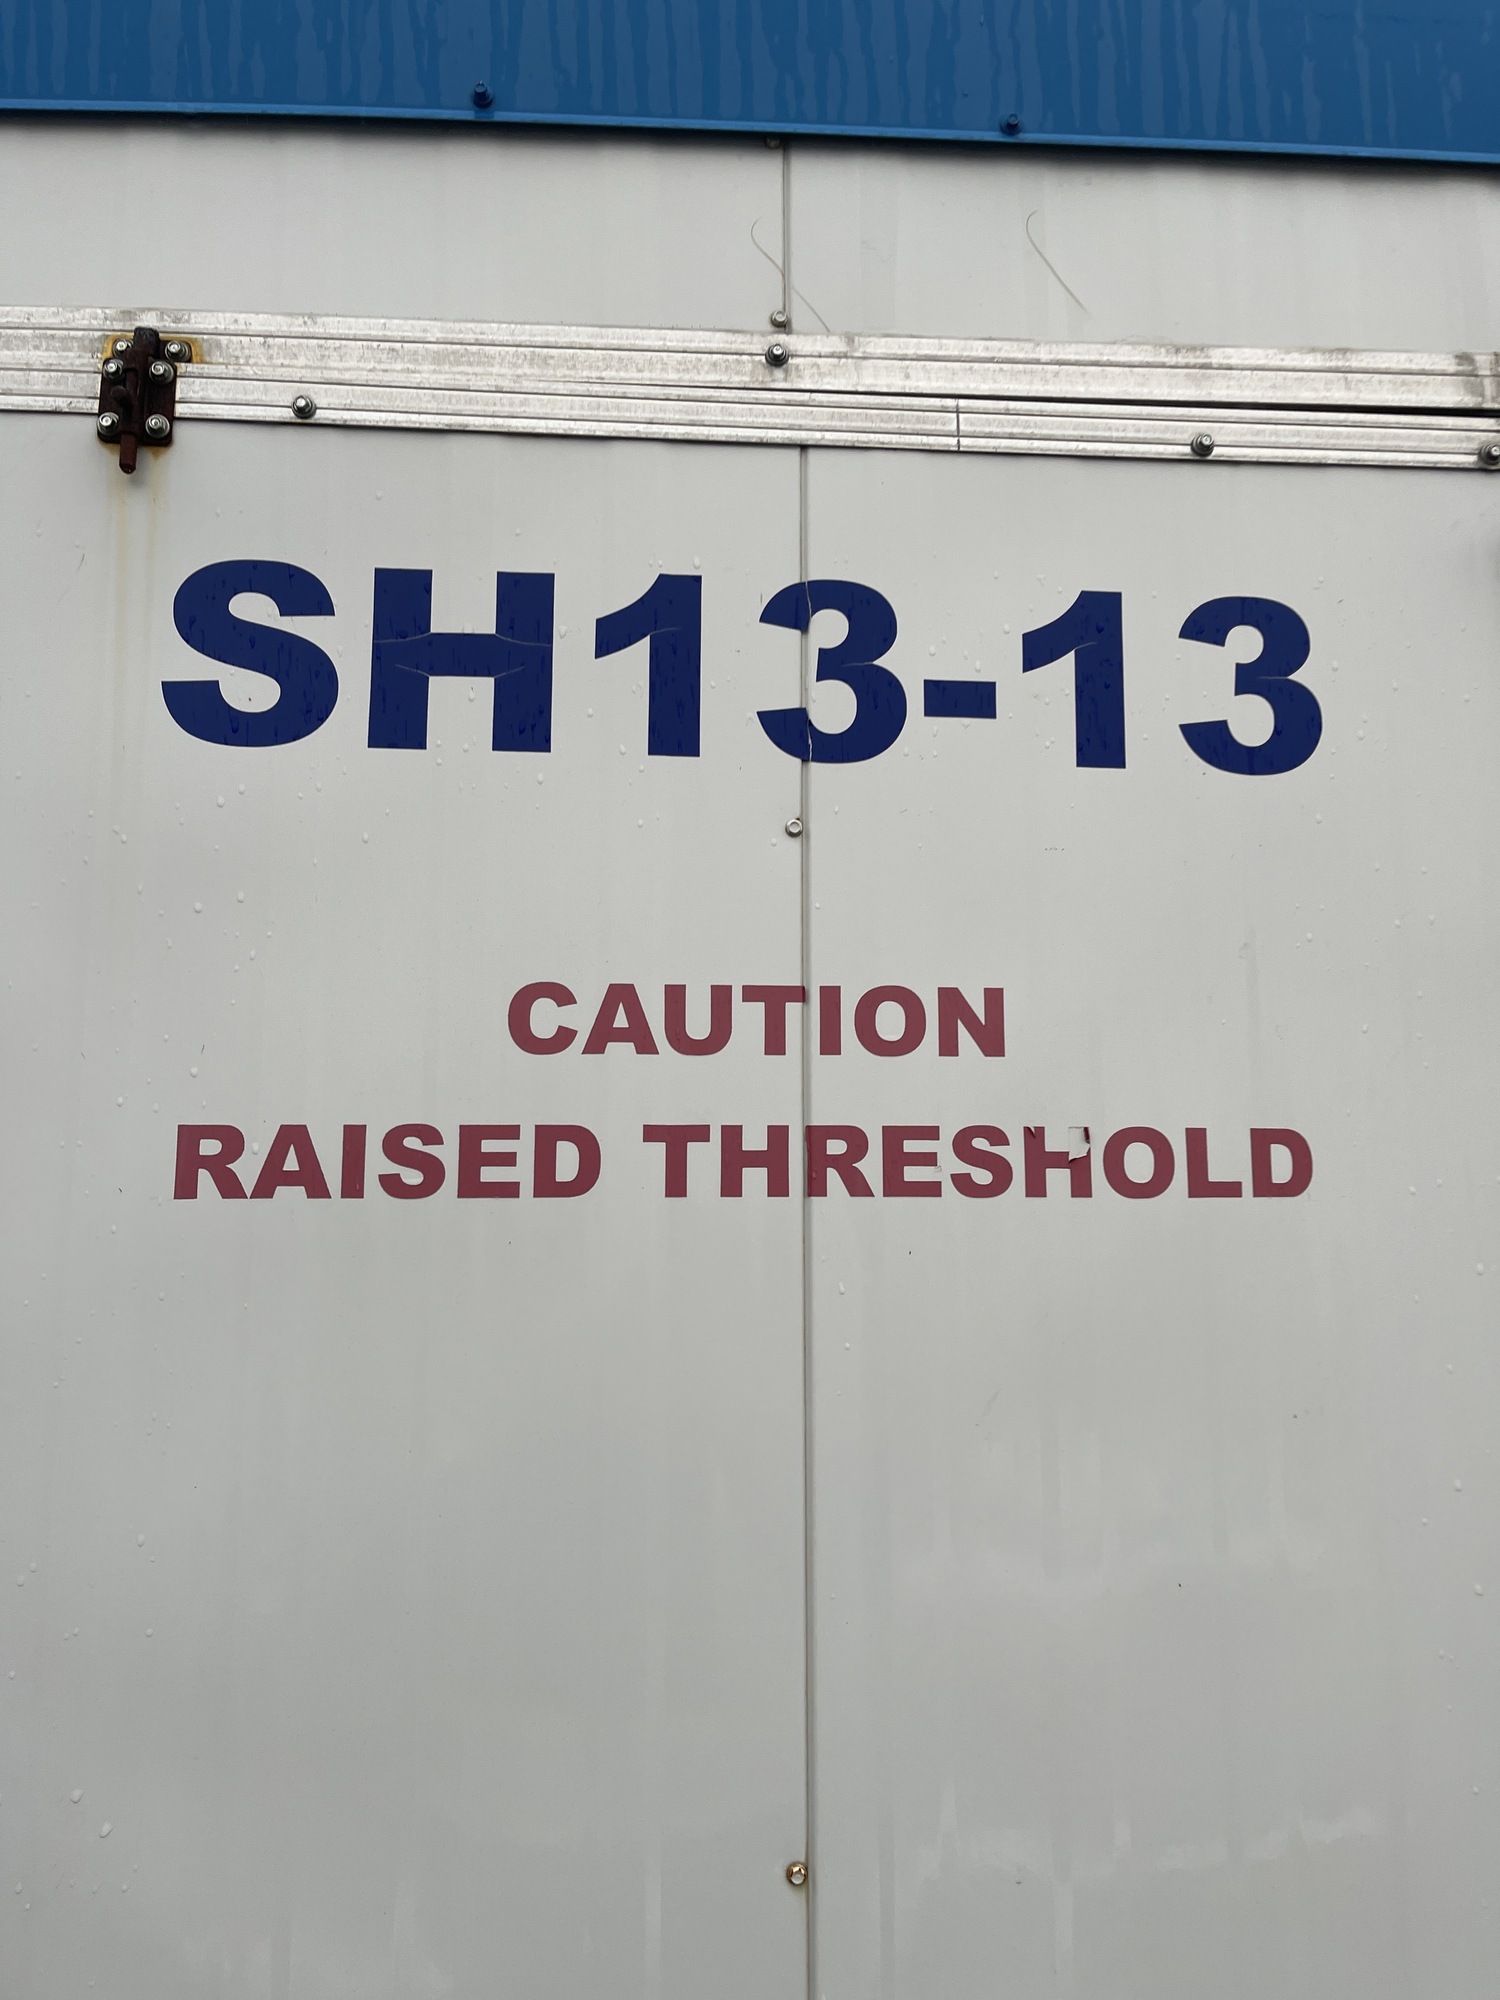 SH13-13
CAUTION
RAISED THRESHOLD